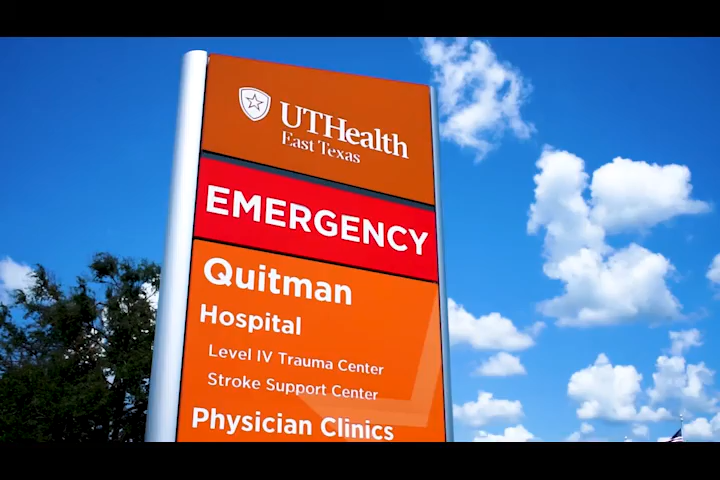 UTHealth
East Texas
EMERGENCY
Quitman
Hospital
Level IV Trauma Center
Stroke Support Center
Physician Clinics